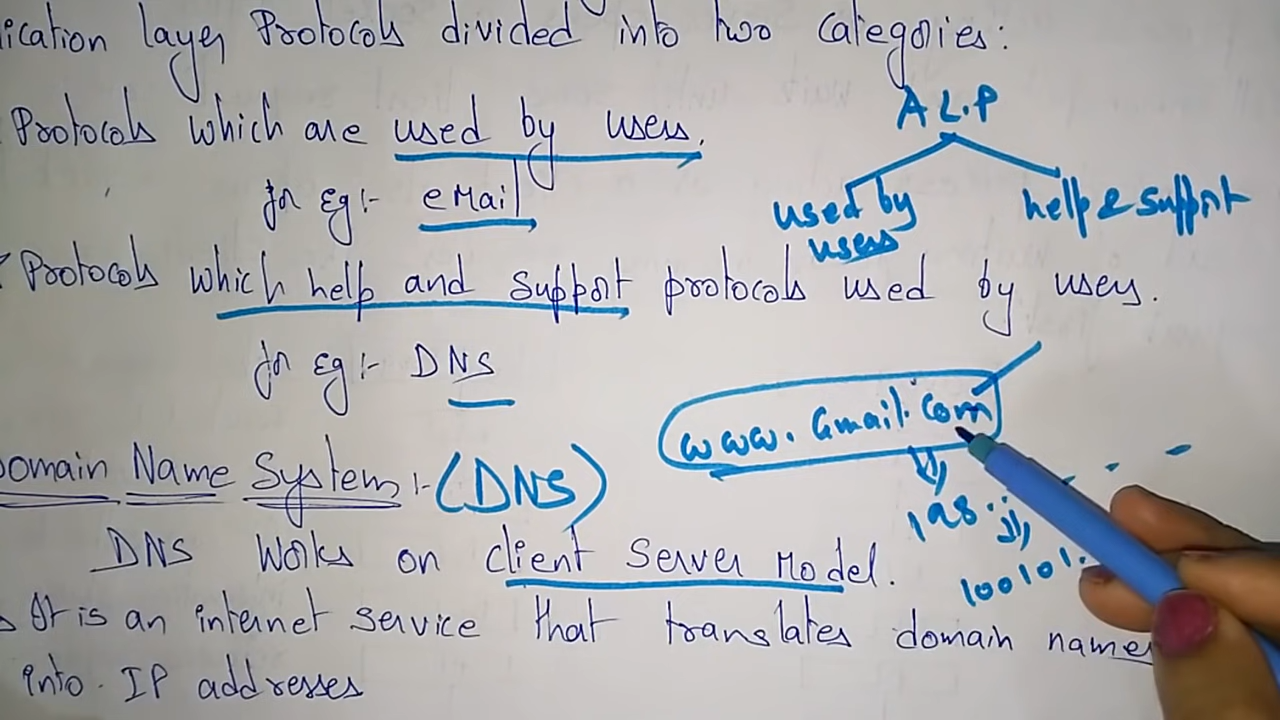 ication layer Protocols divided into two categories:
A L.P
Protocols which are used by users.
for Eg:- eMail
used by users
help & support
Protocols which help and support protocols used by users.
for Eg:- DNS
www.Gmail.com
omain Name System:- (DNS)
198.
DNS works on client server Model.
100101.
It is an internet service that translates domain names
into IP addresses